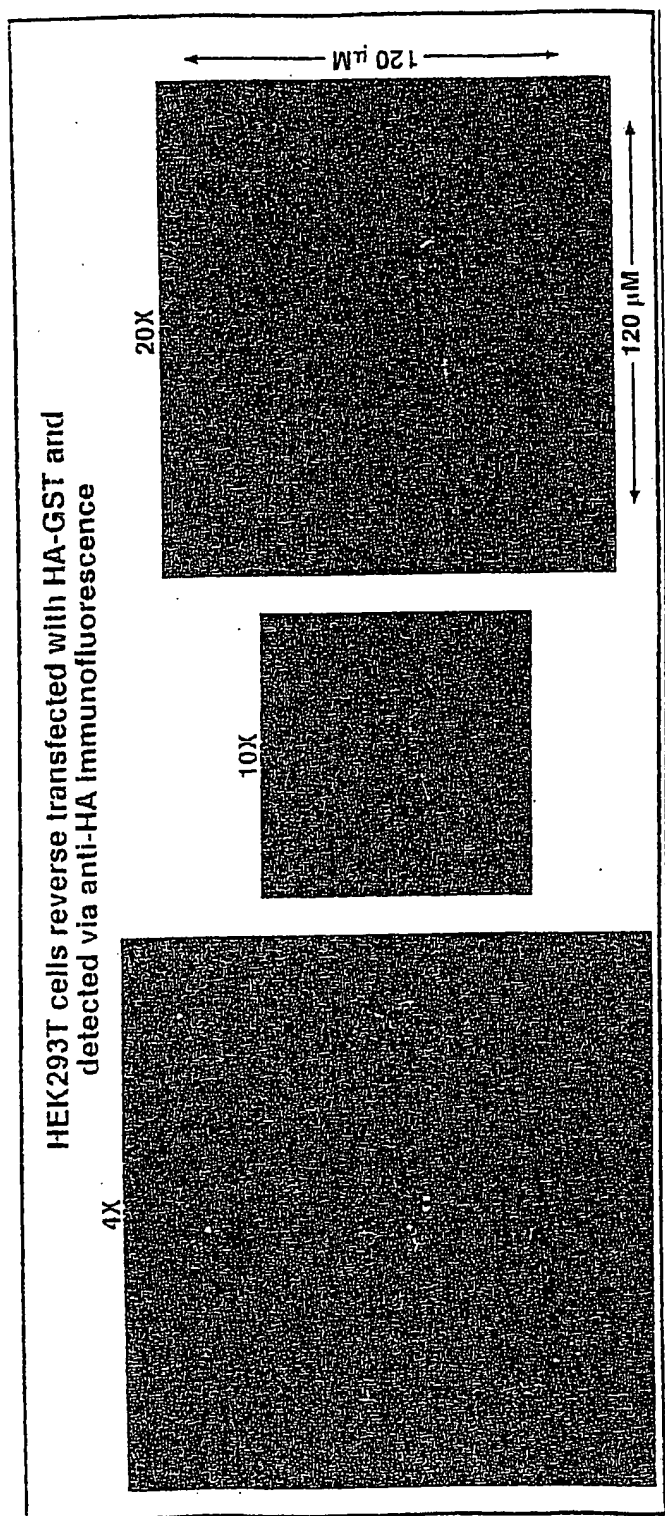 HEK293T cells reverse transfected with HA-GST and
detected via anti-HA Immunofluorescence
4X
10X
20X
120 µM
120 µM